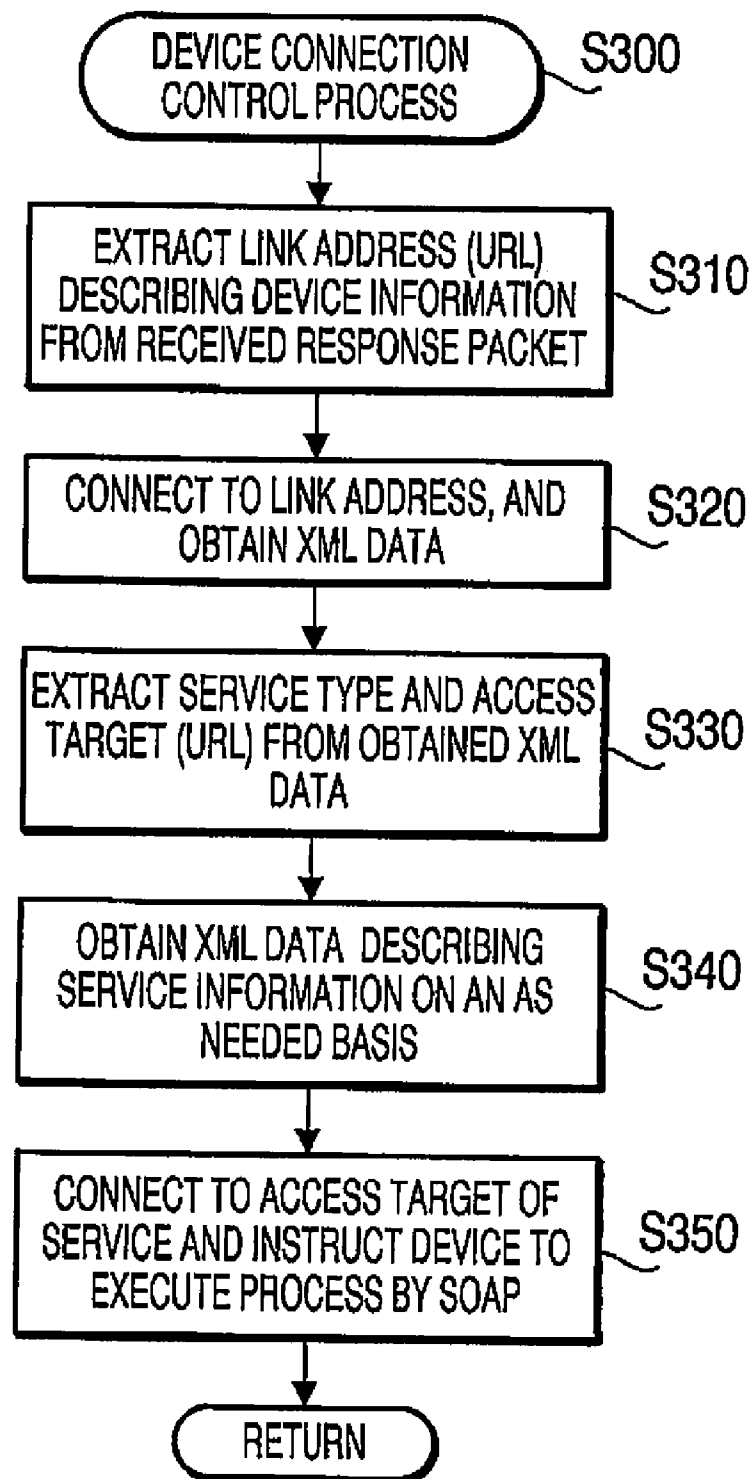 DEVICE CONNECTION
CONTROL PROCESS
S300
EXTRACT LINK ADDRESS (URL)
DESCRIBING DEVICE INFORMATION
FROM RECEIVED RESPONSE PACKET
S310
CONNECT TO LINK ADDRESS, AND
OBTAIN XML DATA
S320
EXTRACT SERVICE TYPE AND ACCESS
TARGET (URL) FROM OBTAINED XML
DATA
S330
OBTAIN XML DATA DESCRIBING
SERVICE INFORMATION ON AN AS
NEEDED BASIS
S340
CONNECT TO ACCESS TARGET OF
SERVICE AND INSTRUCT DEVICE TO
EXECUTE PROCESS BY SOAP
S350
RETURN